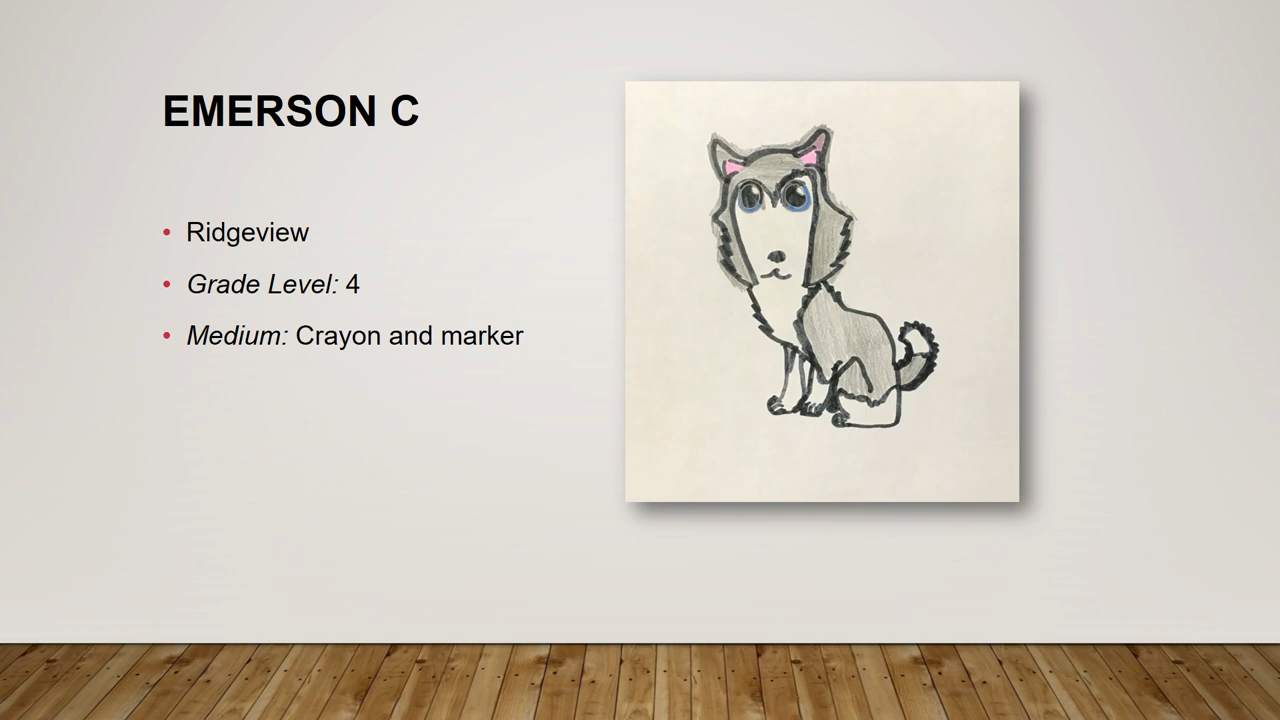 EMERSON C
• Ridgeview
• Grade Level: 4
• Medium: Crayon and marker